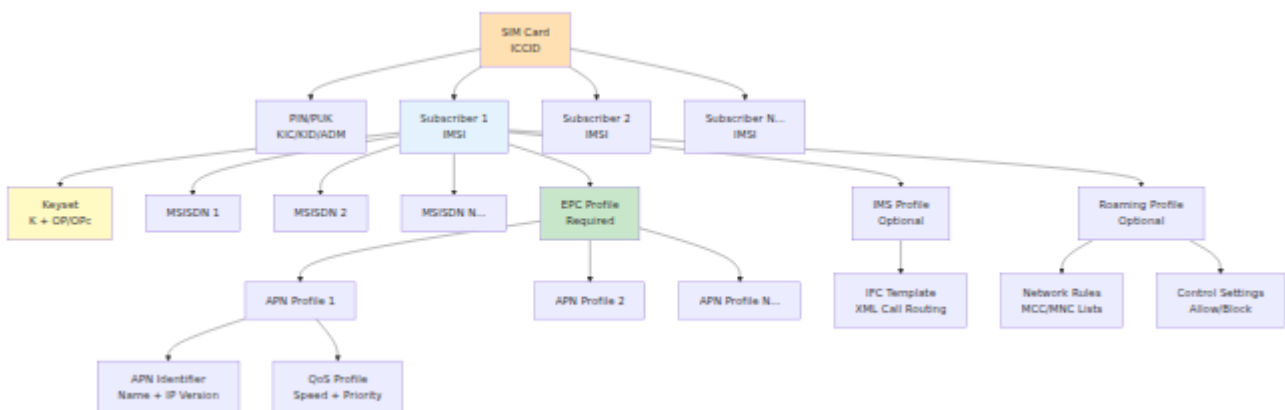 SIM Card
ICCID
PIN/PUK
KIC/KID/ADM
Subscriber 1
IMSI
Subscriber 2
IMSI
Subscriber N...
IMSI
Keyset
K + OP/OPc
MSISDN 1
MSISDN 2
MSISDN N...
EPC Profile
Required
IMS Profile
Optional
Roaming Profile
Optional
APN Profile 1
APN Profile 2
APN Profile N...
IFC Template
XML Call Routing
Network Rules
MCC/MNC Lists
Control Settings
Allow/Block
APN Identifier
Name + IP Version
QoS Profile
Speed + Priority